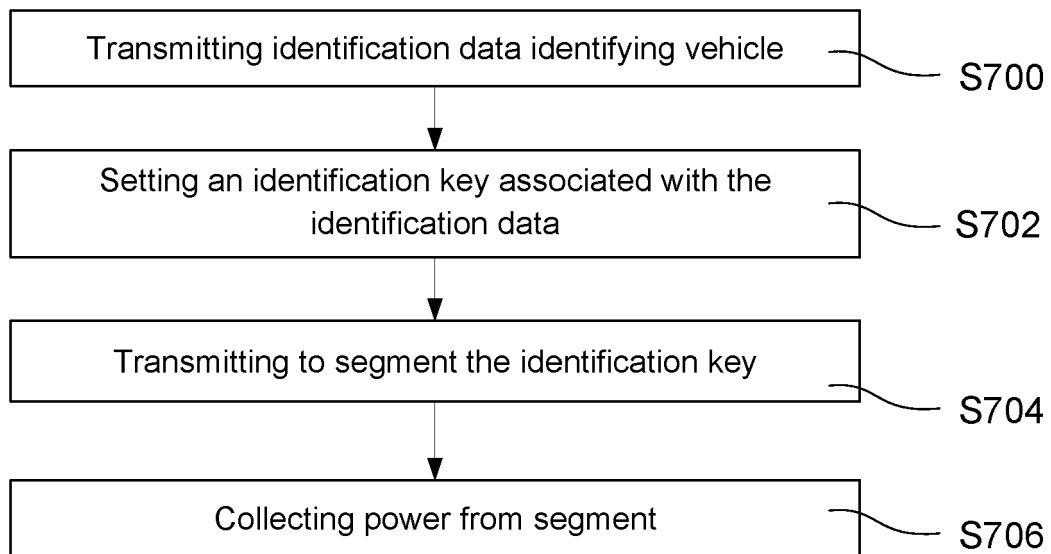 Transmitting identification data identifying vehicle
S700
Setting an identification key associated with the
identification data
S702
Transmitting to segment the identification key
S704
Collecting power from segment
S706